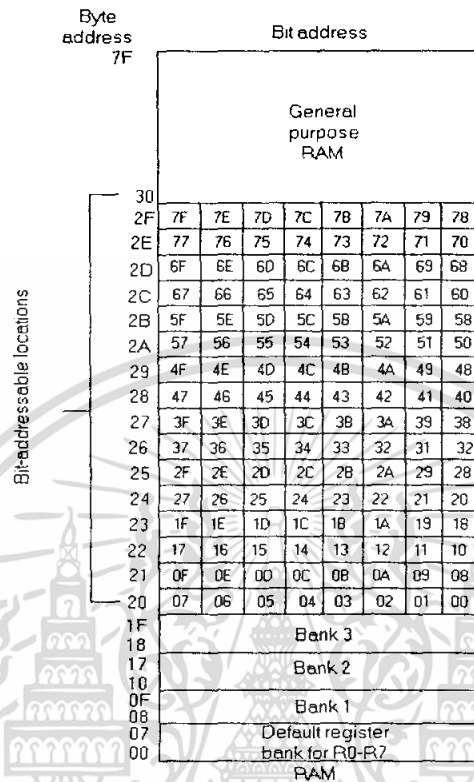 Byte address Bit address
7F
General purpose RAM
Bit-addressable locations
30
2F 7F 7E 7D 7C 7B 7A 79 78
2E 77 76 75 74 73 72 71 70
2D 6F 6E 6D 6C 6B 6A 69 68
2C 67 66 65 64 63 62 61 60
2B 5F 5E 5D 5C 5B 5A 59 58
2A 57 56 55 54 53 52 51 50
29 4F 4E 4D 4C 4B 4A 49 48
28 47 46 45 44 43 42 41 40
27 3F 3E 3D 3C 3B 3A 39 38
26 37 36 35 34 33 32 31 32
25 2F 2E 2D 2C 2B 2A 29 28
24 27 26 25 24 23 22 21 20
23 1F 1E 1D 1C 1B 1A 19 18
22 17 16 15 14 13 12 11 10
21 0F 0E 0D 0C 0B 0A 09 08
20 07 06 05 04 03 02 01 00
1F
18 Bank 3
17
10 Bank 2
0F
08 Bank 1
07 Default register
00 bank for R0-R7
RAM